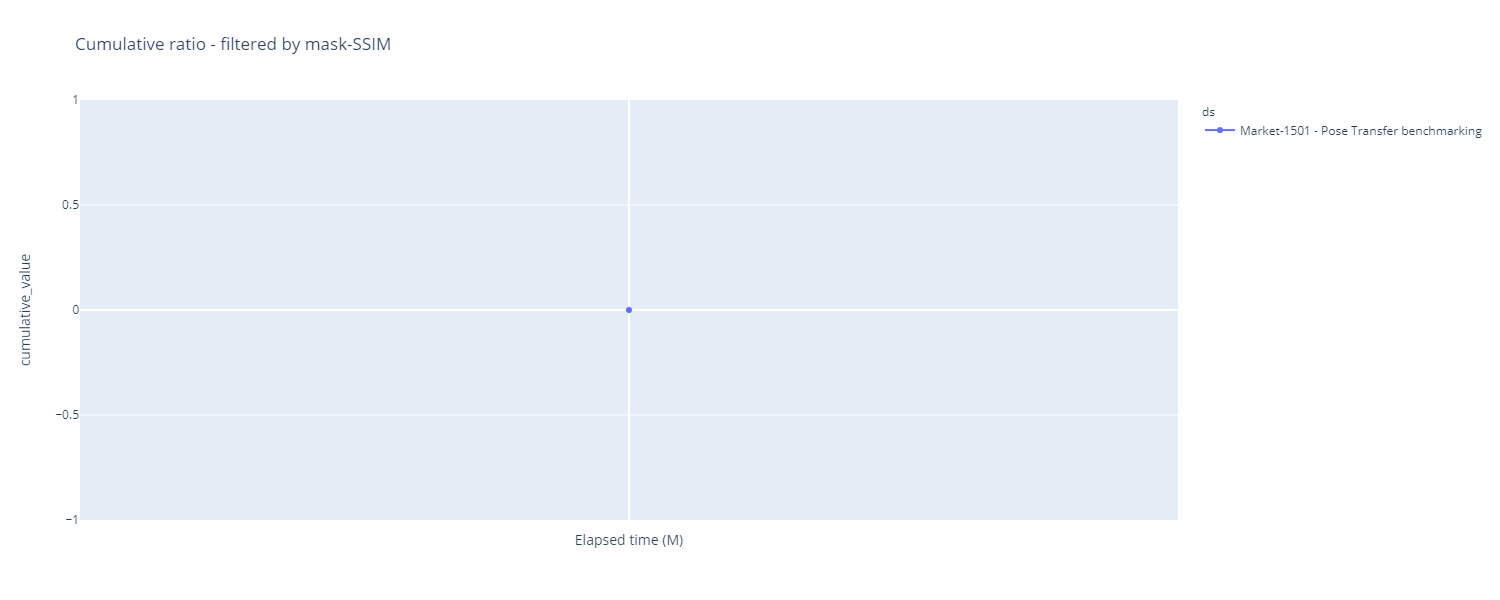 Cumulative ratio - filtered by mask-SSIM
1
0.5
0
−0.5
−1
cumulative_value
Elapsed time (M)
ds
Market-1501 - Pose Transfer benchmarking